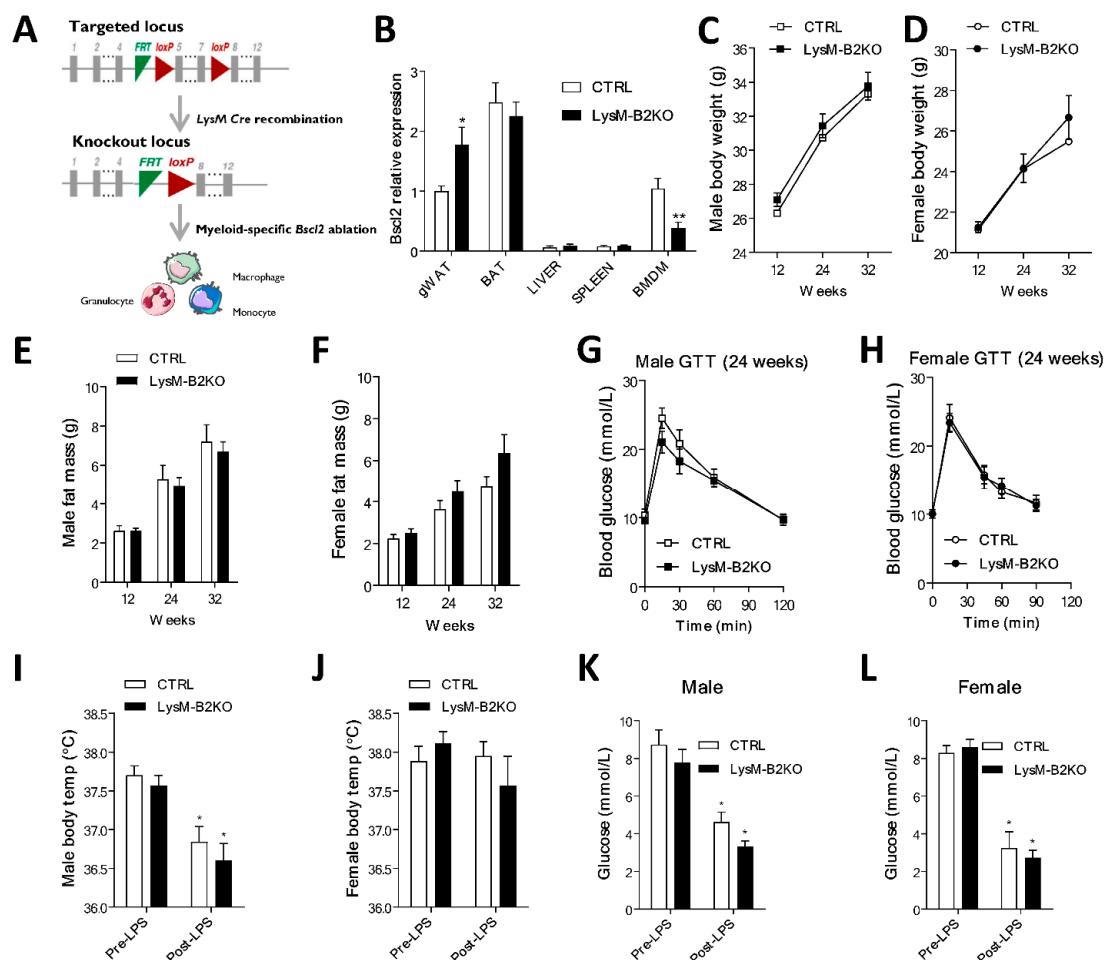 A
Targeted locus
1 2 4 FRT loxP 5 7 loxP 8 12
LysM Cre recombination
Knockout locus
1 2 4 FRT loxP 8 12
Myeloid-specific Bscl2 ablation
Macrophage
Granulocyte
Monocyte
B
CTRL
LysM-B2KO
Bscl2 relative expression
3
2
1
0
*
**
gWAT
BAT
LIVER
SPLEEN
BMDM
C
CTRL
LysM-B2KO
Male body weight (g)
36
34
32
30
28
26
24
12 24 32
Weeks
D
CTRL
LysM-B2KO
Female body weight (g)
30
28
26
24
22
20
12 24 32
Weeks
E
CTRL
LysM-B2KO
Male fat mass (g)
10
8
6
4
2
0
12 24 32
Weeks
F
CTRL
LysM-B2KO
Female fat mass (g)
10
8
6
4
2
0
12 24 32
Weeks
G
Male GTT (24 weeks)
Blood glucose (mmol/L)
30
20
10
0
CTRL
LysM-B2KO
0 30 60 90 120
Time (min)
H
Female GTT (24 weeks)
Blood glucose (mmol/L)
30
20
10
0
CTRL
LysM-B2KO
0 30 60 90 120
Time (min)
I
CTRL
LysM-B2KO
Male body temp (°C)
38.5
38.0
37.5
37.0
36.5
36.0
* *
Pre-LPS
Post-LPS
J
CTRL
LysM-B2KO
Female body temp (°C)
38.5
38.0
37.5
37.0
36.5
36.0
Pre-LPS
Post-LPS
K
Male
Glucose (mmol/L)
10
8
6
4
2
0
CTRL
LysM-B2KO
* *
Pre-LPS
Post-LPS
L
Female
Glucose (mmol/L)
10
8
6
4
2
0
CTRL
LysM-B2KO
* *
Pre-LPS
Post-LPS